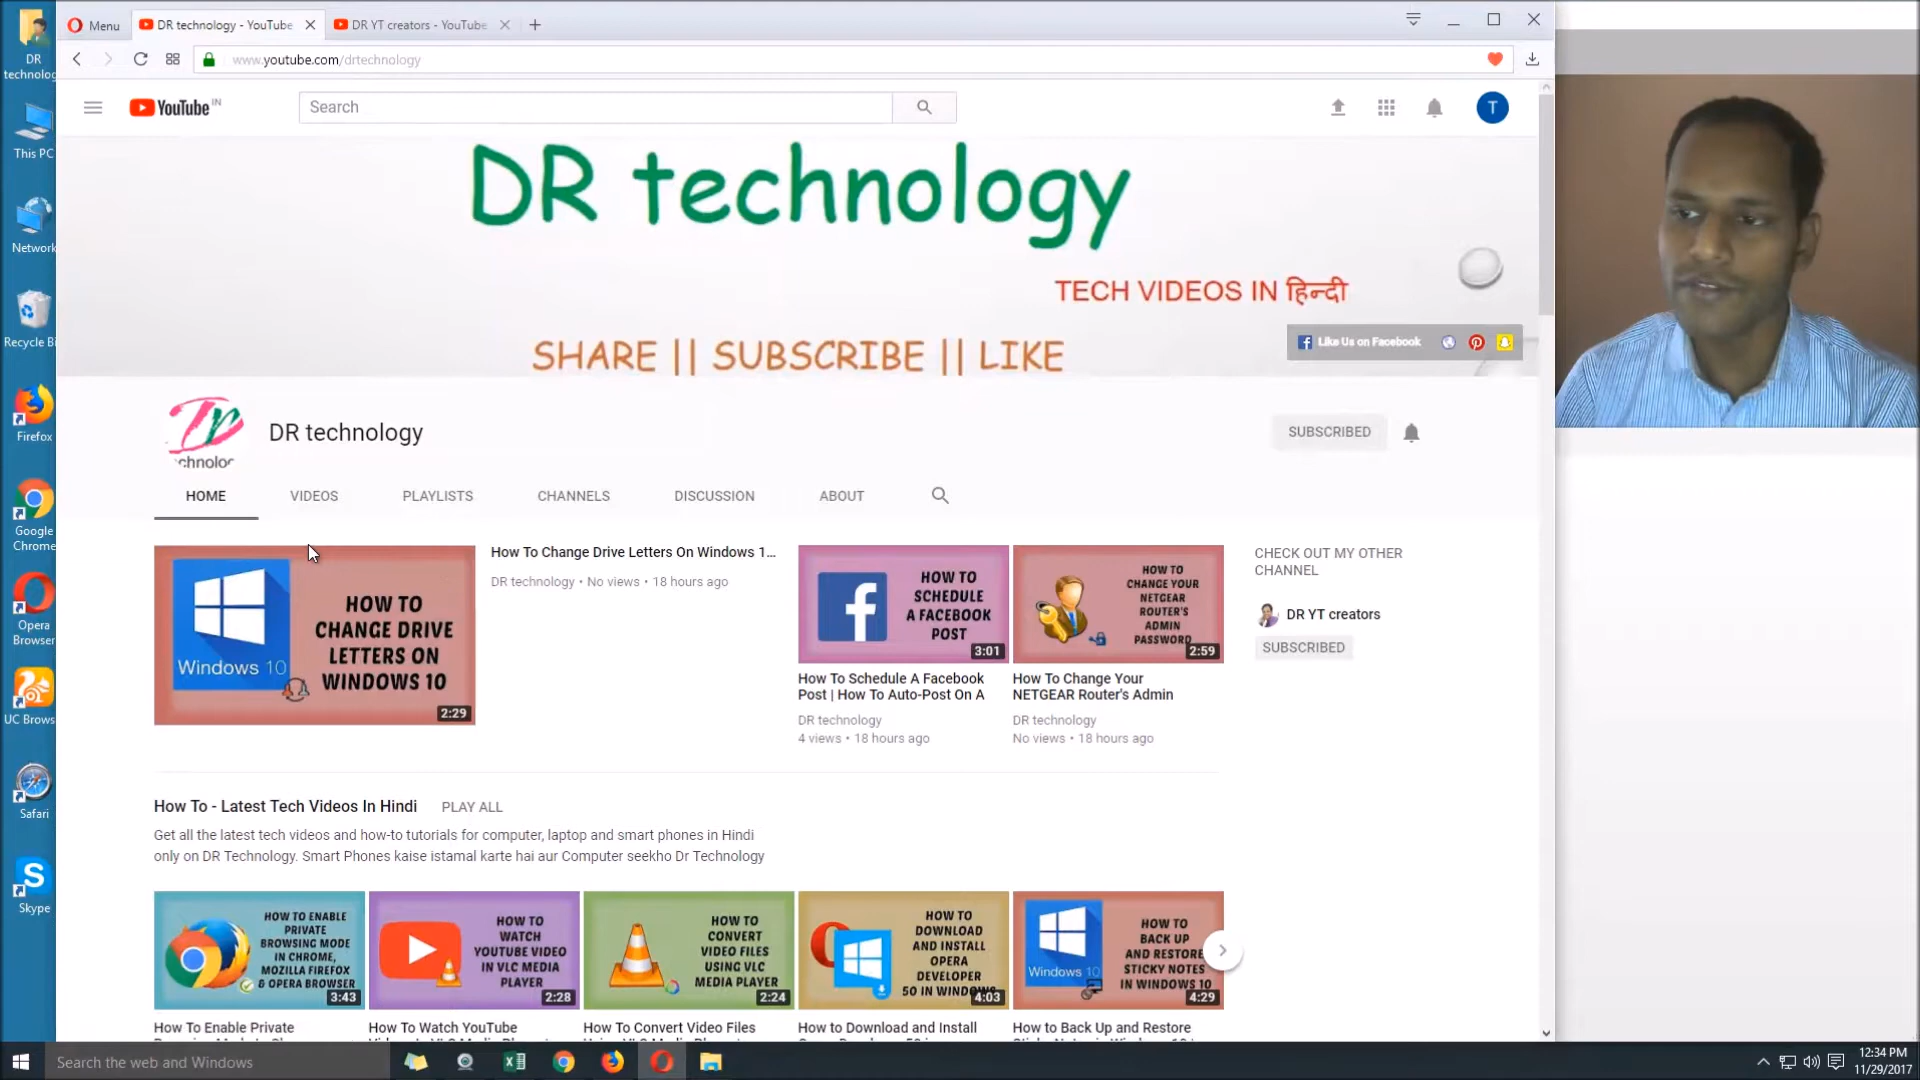 DR
technolog
This PC
Network
Recycle Bi
Firefox
Google
Chrome
Opera
Browser
UC Brows
Safari
Skype
Menu
DR technology - YouTube
DR YT creators - YouTube
www.youtube.com/drtechnology
YouTube IN
Search
T
DR technology
TECH VIDEOS IN हिन्दी
SHARE || SUBSCRIBE || LIKE
Like Us on Facebook
Dr
chnolog
DR technology
SUBSCRIBED
HOME VIDEOS PLAYLISTS CHANNELS DISCUSSION ABOUT
Windows 10
HOW TO
CHANGE DRIVE
LETTERS ON
WINDOWS 10
2:29
How To Change Drive Letters On Windows 1...
DR technology • No views • 18 hours ago
HOW TO
SCHEDULE
A FACEBOOK
POST
3:01
How To Schedule A Facebook
Post | How To Auto-Post On A
DR technology
4 views • 18 hours ago
HOW TO
CHANGE YOUR
NETGEAR
ROUTER'S
ADMIN
PASSWORD
2:59
How To Change Your
NETGEAR Router's Admin
DR technology
No views • 18 hours ago
CHECK OUT MY OTHER
CHANNEL
DR YT creators
SUBSCRIBED
How To - Latest Tech Videos In Hindi PLAY ALL
Get all the latest tech videos and how-to tutorials for computer, laptop and smart phones in Hindi
only on DR Technology. Smart Phones kaise istamal karte hai aur Computer seekho Dr Technology
HOW TO ENABLE
PRIVATE
BROWSING MODE
IN CHROME,
MOZILLA FIREFOX
& OPERA BROWSER
3:43
HOW TO
WATCH
YOUTUBE VIDEO
IN VLC MEDIA
PLAYER
2:28
HOW TO
CONVERT
VIDEO FILES
USING VLC
MEDIA PLAYER
2:24
HOW TO
DOWNLOAD
AND INSTALL
OPERA
DEVELOPER
50 IN WINDOWS
4:03
Windows 10
HOW TO
BACK UP
AND RESTORE
STICKY NOTES
IN WINDOWS 10
4:29
How To Enable Private
How To Watch YouTube
How To Convert Video Files
How to Download and Install
How to Back Up and Restore
Search the web and Windows
12:34 PM
11/29/2017